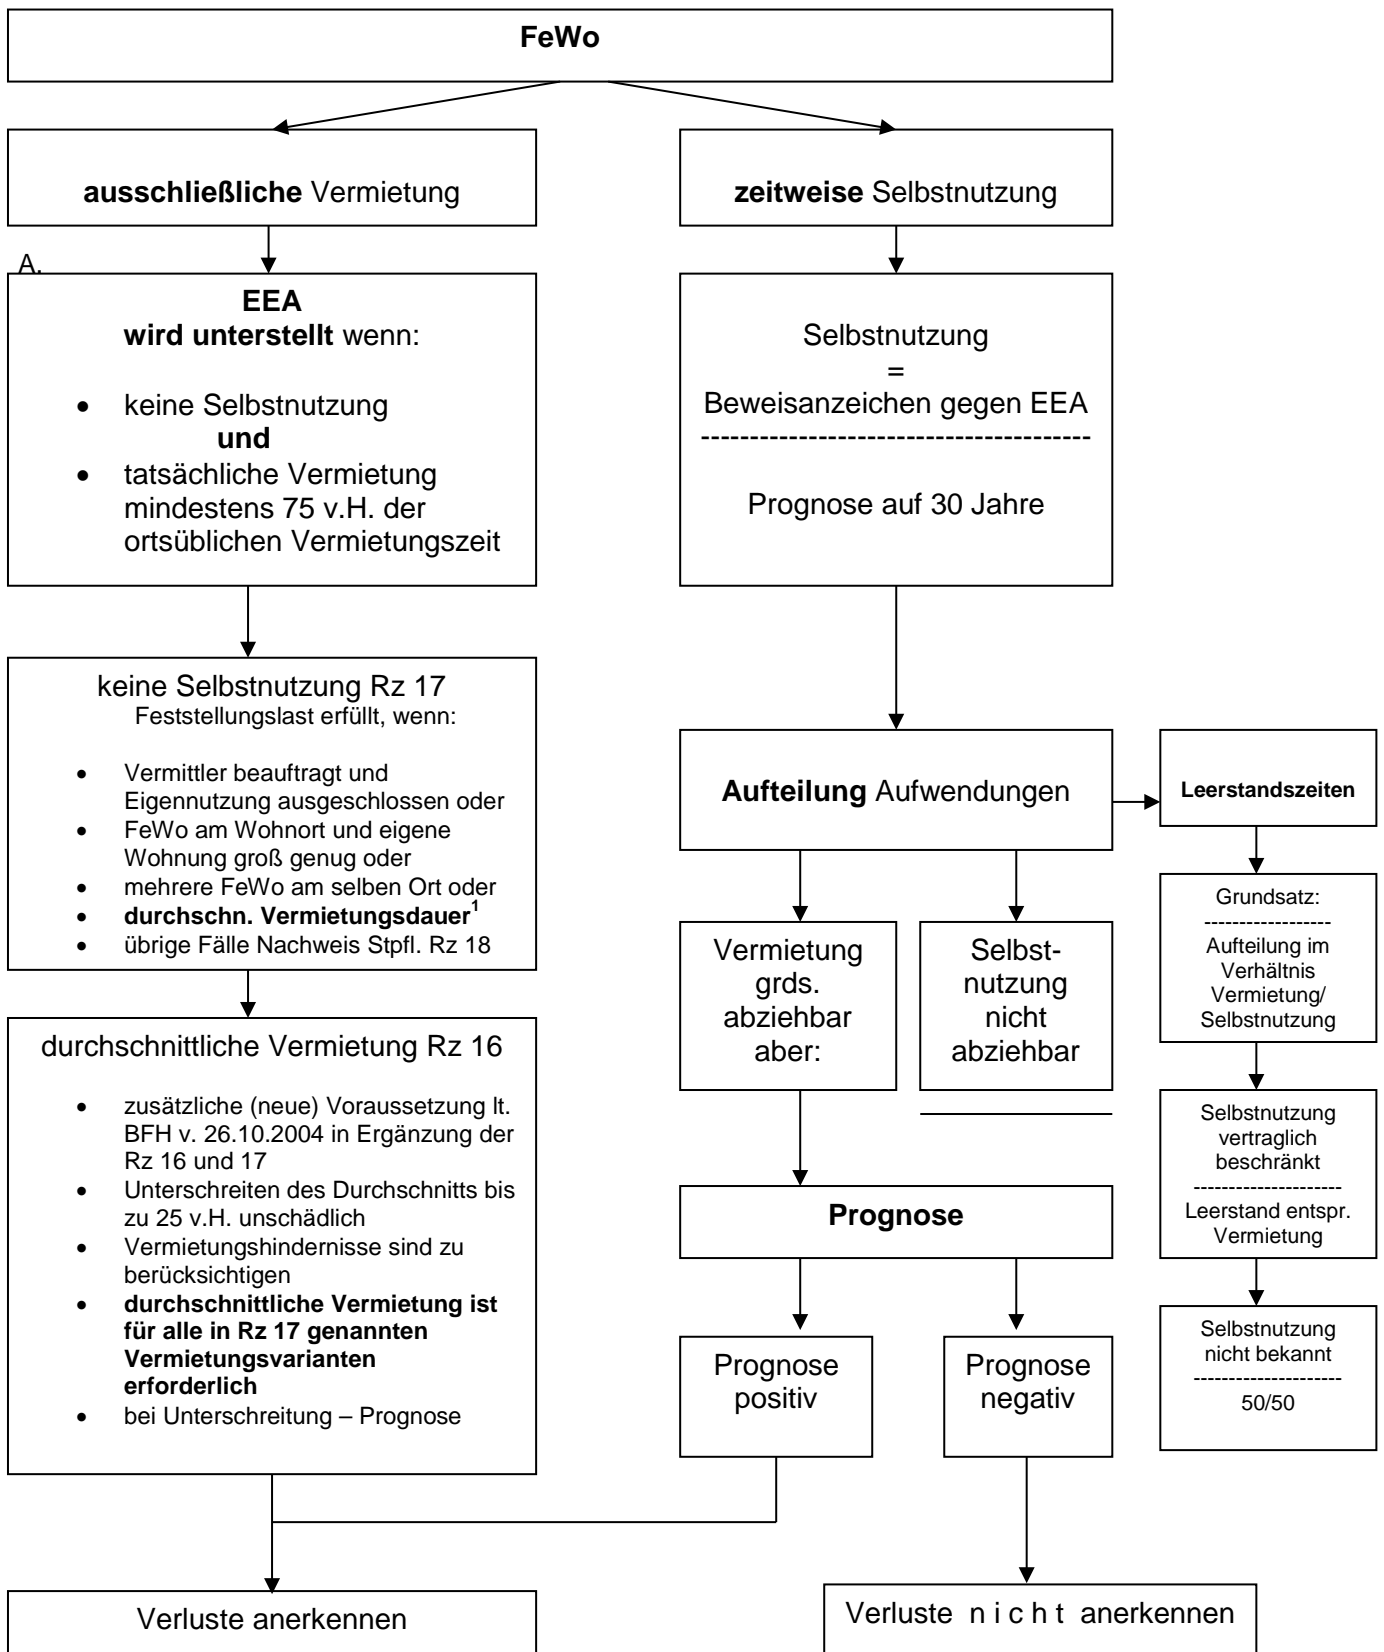 FeWo
ausschließliche Vermietung
zeitweise Selbstnutzung
A.
EEA
wird unterstellt wenn:
• keine Selbstnutzung
und
• tatsächliche Vermietung
mindestens 75 v.H. der
ortsüblichen Vermietungszeit
Selbstnutzung
=
Beweisanzeichen gegen EEA
----------------------------------------
Prognose auf 30 Jahre
keine Selbstnutzung Rz 17
Feststellungslast erfüllt, wenn:
• Vermittler beauftragt und
Eigennutzung ausgeschlossen oder
• FeWo am Wohnort und eigene
Wohnung groß genug oder
• mehrere FeWo am selben Ort oder
• durchschn. Vermietungsdauer¹
• übrige Fälle Nachweis Stpfl. Rz 18
Aufteilung Aufwendungen
Leerstandszeiten
Vermietung
grds.
abziehbar
aber:
Selbst-
nutzung
nicht
abziehbar
Grundsatz:
------------------
Aufteilung im
Verhältnis
Vermietung/
Selbstnutzung
durchschnittliche Vermietung Rz 16
• zusätzliche (neue) Voraussetzung lt.
BFH v. 26.10.2004 in Ergänzung der
Rz 16 und 17
• Unterschreiten des Durchschnitts bis
zu 25 v.H. unschädlich
• Vermietungshindernisse sind zu
berücksichtigen
• durchschnittliche Vermietung ist
für alle in Rz 17 genannten
Vermietungsvarianten
erforderlich
• bei Unterschreitung – Prognose
Selbstnutzung
vertraglich
beschränkt
---------------------
Leerstand entspr.
Vermietung
Prognose
Prognose
positiv
Prognose
negativ
Selbstnutzung
nicht bekannt
---------------------
50/50
Verluste anerkennen
Verluste n i c h t anerkennen